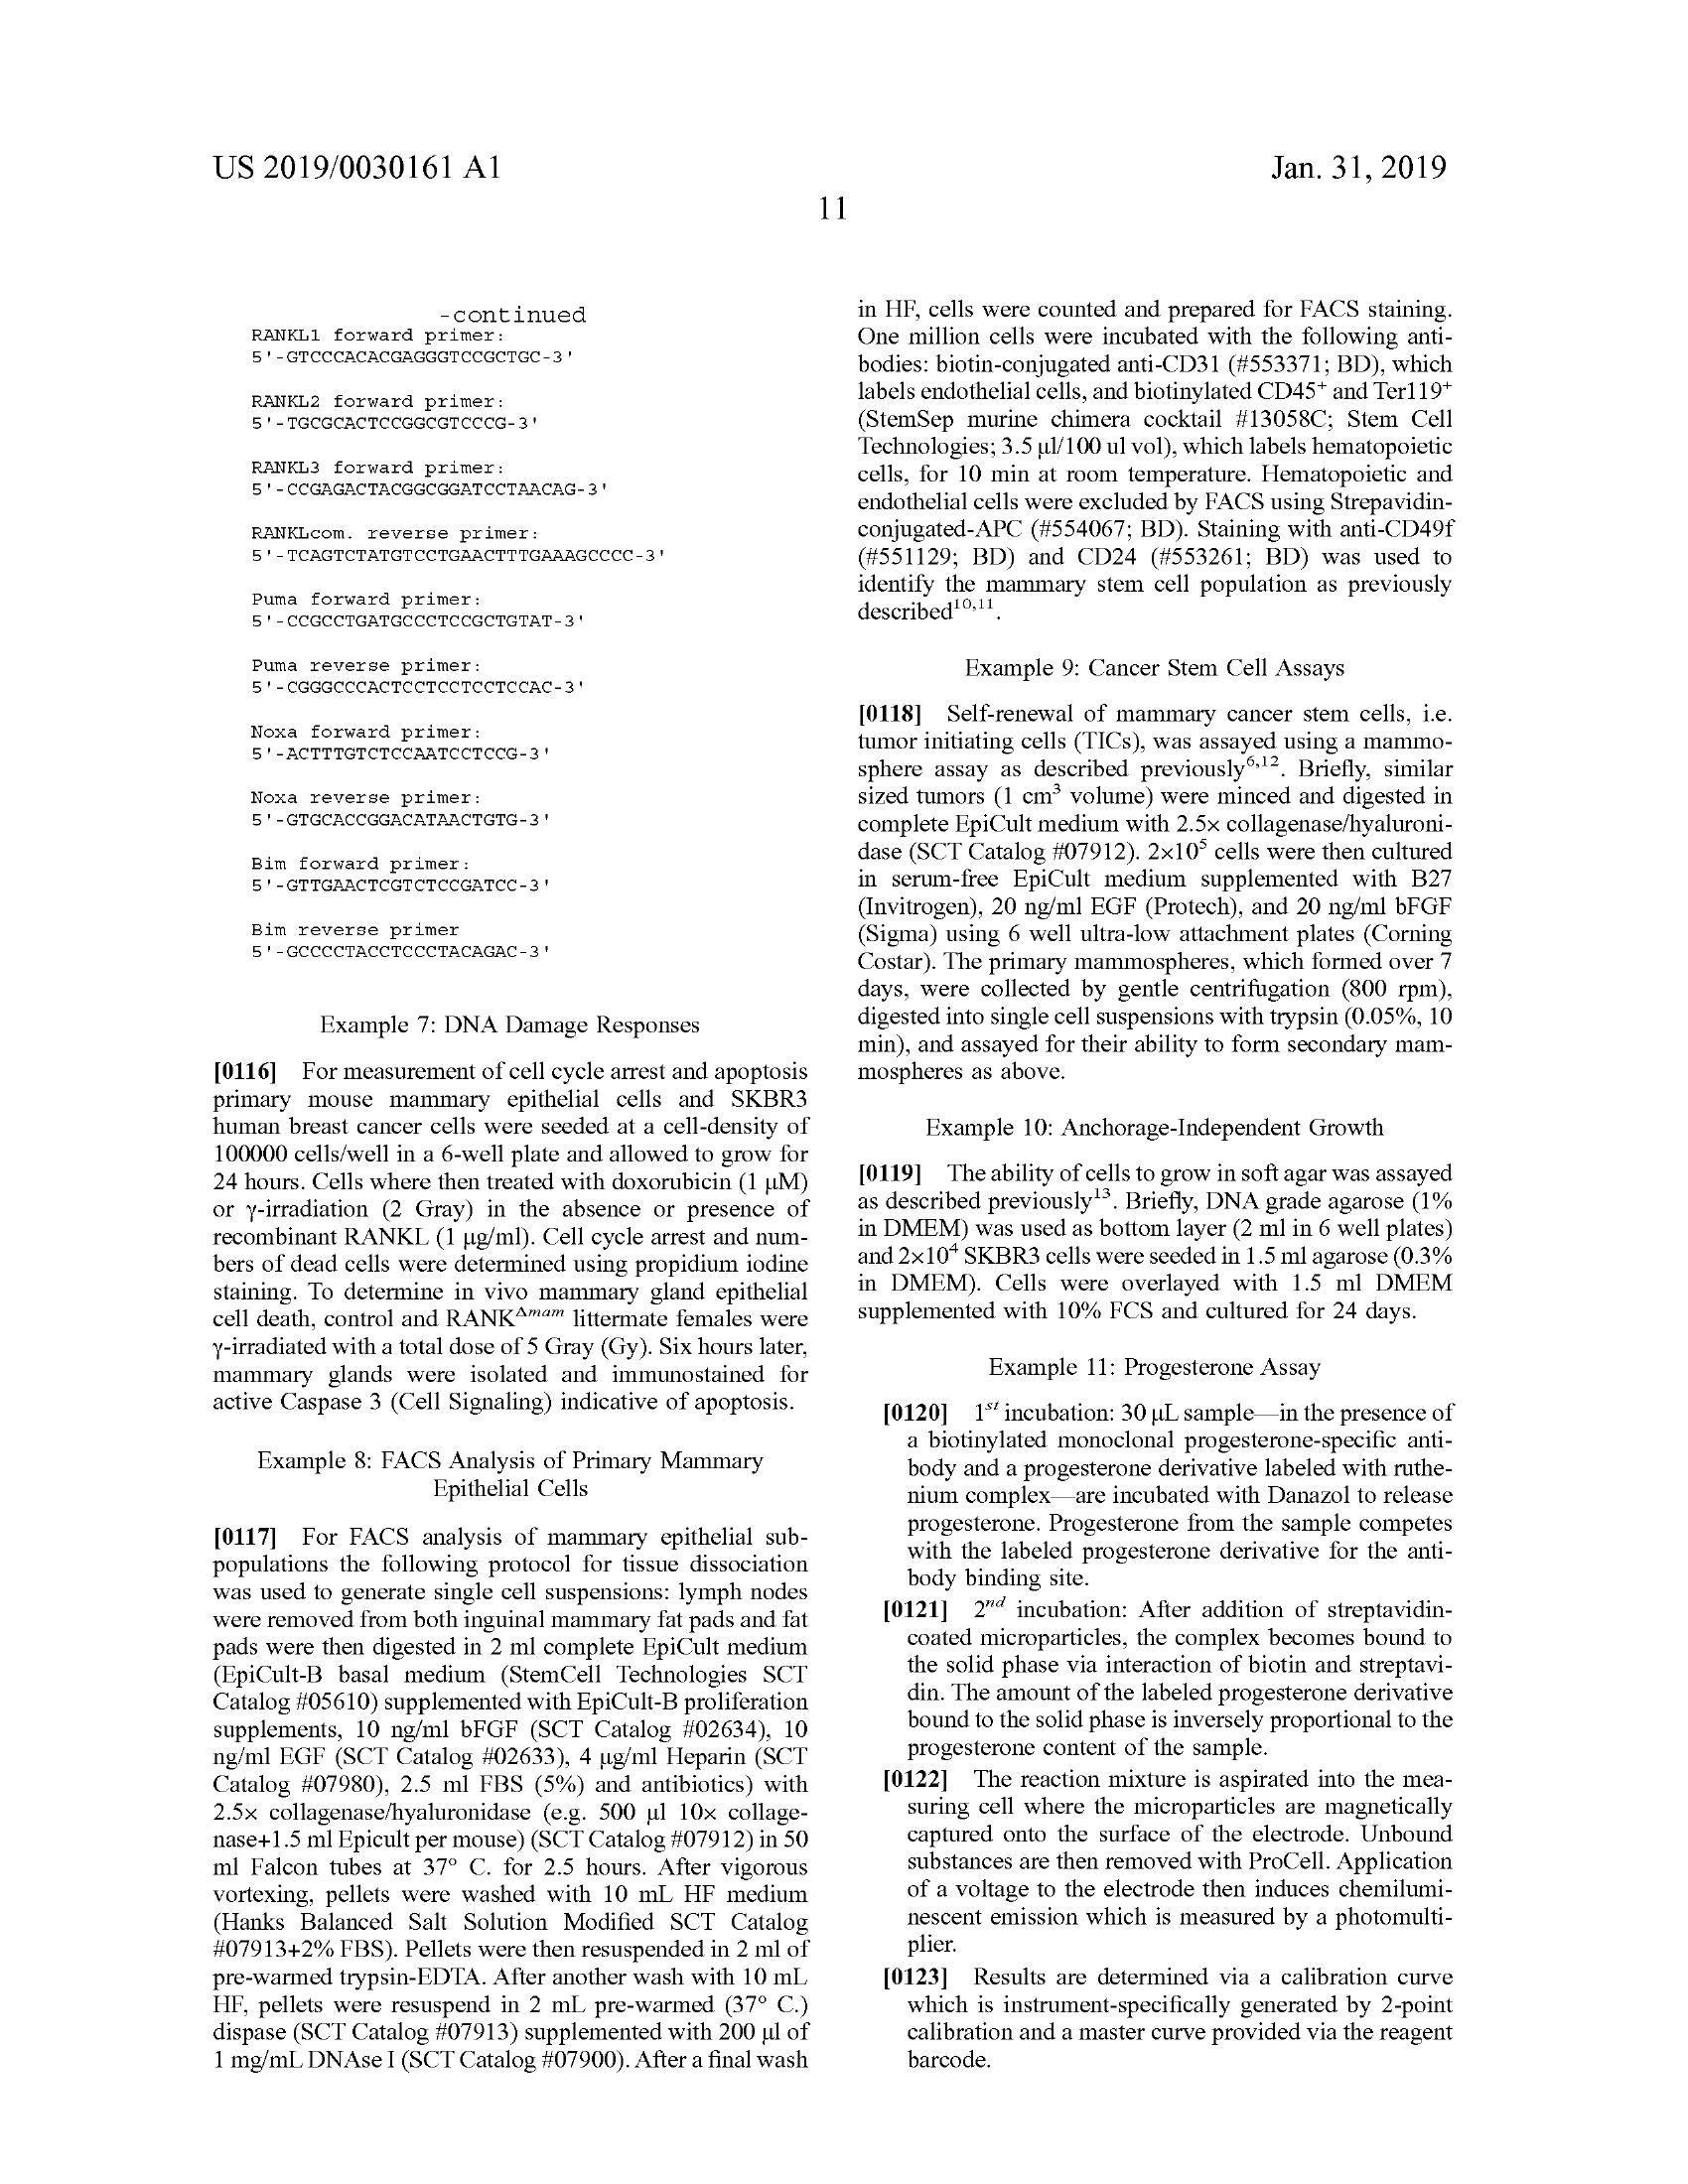 US 2019/0030161 A1
Jan. 31, 2019
11
-continued
RANKL1 forward primer:
5'-GTCCCACACGAGGGTCCGCTGC-3'
RANKL2 forward primer:
5'-TGCGCACTCCGGCGTCCCG-3'
RANKL3 forward primer:
5'-CCGAGACTACGGCGGATCCTAACAG-3'
RANKLcom. reverse primer:
5'-TCAGTCTATGTCCTGAACTTTGAAAGCCCC-3'
Puma forward primer:
5'-CCGCCTGATGCCCTCCGCTGTAT-3'
Puma reverse primer:
5'-CGGGCCCACTCCTCCTCCTCCAC-3'
Noxa forward primer:
5'-ACTTTGTCTCCAATCCTCCG-3'
Noxa reverse primer:
5'-GTGCACCGGACATAACTGTG-3'
Bim forward primer:
5'-GTTGAACTCGTCTCCGATCC-3'
Bim reverse primer
5'-GCCCCTACCTCCCTACAGAC-3'
Example 7: DNA Damage Responses
[0116] For measurement of cell cycle arrest and apoptosis
primary mouse mammary epithelial cells and SKBR3
human breast cancer cells were seeded at a cell-density of
100000 cells/well in a 6-well plate and allowed to grow for
24 hours. Cells where then treated with doxorubicin (1 μM)
or γ-irradiation (2 Gray) in the absence or presence of
recombinant RANKL (1 μg/ml). Cell cycle arrest and num-
bers of dead cells were determined using propidium iodine
staining. To determine in vivo mammary gland epithelial
cell death, control and RANK^Δmam littermate females were
γ-irradiated with a total dose of 5 Gray (Gy). Six hours later,
mammary glands were isolated and immunostained for
active Caspase 3 (Cell Signaling) indicative of apoptosis.
Example 8: FACS Analysis of Primary Mammary
Epithelial Cells
[0117] For FACS analysis of mammary epithelial sub-
populations the following protocol for tissue dissociation
was used to generate single cell suspensions: lymph nodes
were removed from both inguinal mammary fat pads and fat
pads were then digested in 2 ml complete EpiCult medium
(EpiCult-B basal medium (StemCell Technologies SCT
Catalog #05610) supplemented with EpiCult-B proliferation
supplements, 10 ng/ml bFGF (SCT Catalog #02634), 10
ng/ml EGF (SCT Catalog #02633), 4 μg/ml Heparin (SCT
Catalog #07980), 2.5 ml FBS (5%) and antibiotics) with
2.5x collagenase/hyaluronidase (e.g. 500 μl 10x collage-
nase+1.5 ml Epicult per mouse) (SCT Catalog #07912) in 50
ml Falcon tubes at 37° C. for 2.5 hours. After vigorous
vortexing, pellets were washed with 10 mL HF medium
(Hanks Balanced Salt Solution Modified SCT Catalog
#07913+2% FBS). Pellets were then resuspended in 2 ml of
pre-warmed trypsin-EDTA. After another wash with 10 mL
HF, pellets were resuspend in 2 mL pre-warmed (37° C.)
dispase (SCT Catalog #07913) supplemented with 200 μl of
1 mg/mL DNAse I (SCT Catalog #07900). After a final wash
in HF, cells were counted and prepared for FACS staining.
One million cells were incubated with the following anti-
bodies: biotin-conjugated anti-CD31 (#553371; BD), which
labels endothelial cells, and biotinylated CD45⁺ and Ter119⁺
(StemSep murine chimera cocktail #13058C; Stem Cell
Technologies; 3.5 μl/100 ul vol), which labels hematopoietic
cells, for 10 min at room temperature. Hematopoietic and
endothelial cells were excluded by FACS using Strepavidin-
conjugated-APC (#554067; BD). Staining with anti-CD49f
(#551129; BD) and CD24 (#553261; BD) was used to
identify the mammary stem cell population as previously
described¹⁰,¹¹.
Example 9: Cancer Stem Cell Assays
[0118] Self-renewal of mammary cancer stem cells, i.e.
tumor initiating cells (TICs), was assayed using a mammo-
sphere assay as described previously⁶,¹². Briefly, similar
sized tumors (1 cm³ volume) were minced and digested in
complete EpiCult medium with 2.5x collagenase/hyaluroni-
dase (SCT Catalog #07912). 2x10⁵ cells were then cultured
in serum-free EpiCult medium supplemented with B27
(Invitrogen), 20 ng/ml EGF (Protech), and 20 ng/ml bFGF
(Sigma) using 6 well ultra-low attachment plates (Corning
Costar). The primary mammospheres, which formed over 7
days, were collected by gentle centrifugation (800 rpm),
digested into single cell suspensions with trypsin (0.05%, 10
min), and assayed for their ability to form secondary mam-
mospheres as above.
Example 10: Anchorage-Independent Growth
[0119] The ability of cells to grow in soft agar was assayed
as described previously¹³. Briefly, DNA grade agarose (1%
in DMEM) was used as bottom layer (2 ml in 6 well plates)
and 2x10⁴ SKBR3 cells were seeded in 1.5 ml agarose (0.3%
in DMEM). Cells were overlayed with 1.5 ml DMEM
supplemented with 10% FCS and cultured for 24 days.
Example 11: Progesterone Assay
[0120] 1ˢᵗ incubation: 30 μL sample—in the presence of
a biotinylated monoclonal progesterone-specific anti-
body and a progesterone derivative labeled with ruthe-
nium complex—are incubated with Danazol to release
progesterone. Progesterone from the sample competes
with the labeled progesterone derivative for the anti-
body binding site.
[0121] 2ⁿᵈ incubation: After addition of streptavidin-
coated microparticles, the complex becomes bound to
the solid phase via interaction of biotin and streptavi-
din. The amount of the labeled progesterone derivative
bound to the solid phase is inversely proportional to the
progesterone content of the sample.
[0122] The reaction mixture is aspirated into the mea-
suring cell where the microparticles are magnetically
captured onto the surface of the electrode. Unbound
substances are then removed with ProCell. Application
of a voltage to the electrode then induces chemilumi-
nescent emission which is measured by a photomulti-
plier.
[0123] Results are determined via a calibration curve
which is instrument-specifically generated by 2-point
calibration and a master curve provided via the reagent
barcode.